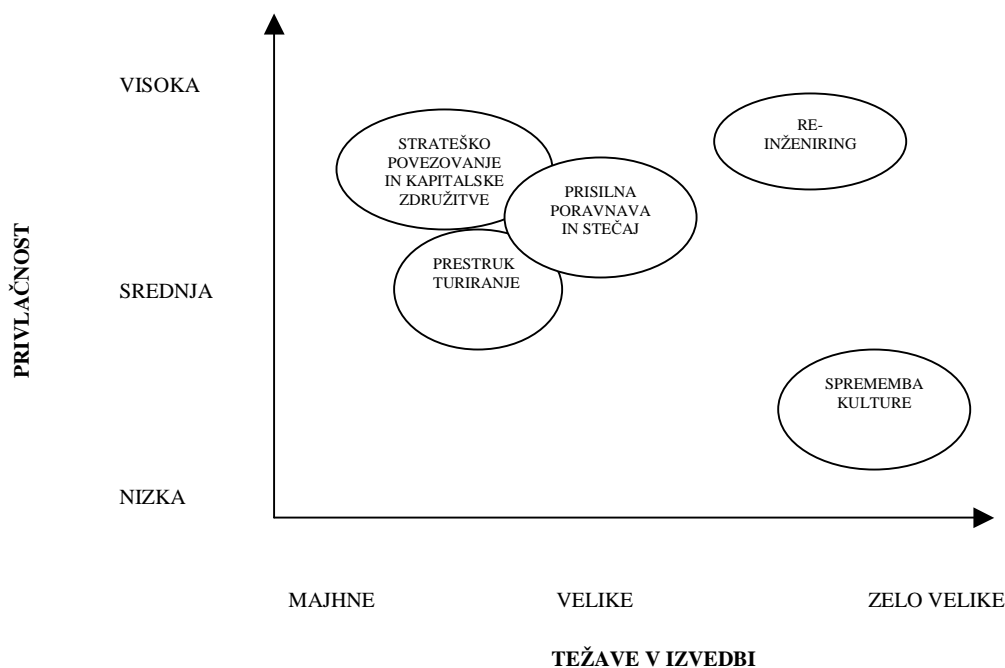 VISOKA
STRATEŠKO
POVEZOVANJE
IN KAPITALSKE
ZDRUŽITVE
RE-
INŽENIRING
PRISILNA
PORAVNAVA
IN STEČAJ
PRIVLAČNOST
SREDNJA
PRESTRUK
TURIRANJE
SPREMEMBA
KULTURE
NIZKA
MAJHNE
VELIKE
ZELO VELIKE
TEŽAVE V IZVEDBI